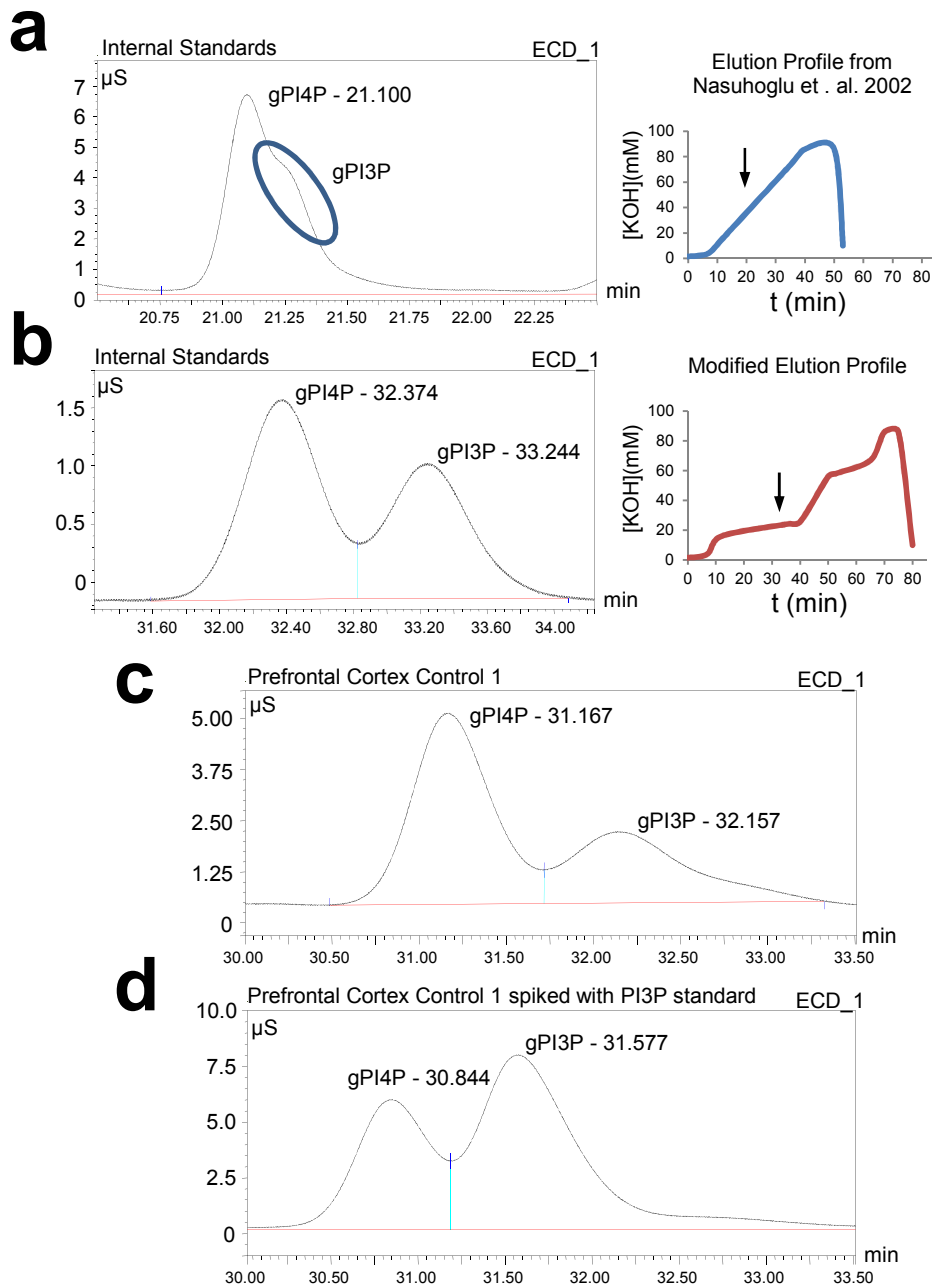 a
Internal Standards
ECD_1
µS
7
6
5
4
3
2
1
0
gPI4P - 21.100
gPI3P
20.75 21.00 21.25 21.50 21.75 22.00 22.25
min
Elution Profile from
Nasuhoglu et . al. 2002
[KOH](mM)
100
80
60
40
20
0
0 10 20 30 40 50 60 70 80
t (min)
b
Internal Standards
ECD_1
µS
1.5
1.0
0.5
0
gPI4P - 32.374
gPI3P - 33.244
31.60 32.00 32.40 32.80 33.20 33.60 34.00
min
Modified Elution Profile
[KOH](mM)
100
80
60
40
20
0
0 10 20 30 40 50 60 70 80
t (min)
c
Prefrontal Cortex Control 1
ECD_1
µS
5.00
3.75
2.50
1.25
0
gPI4P - 31.167
gPI3P - 32.157
30.00 30.50 31.00 31.50 32.00 32.50 33.00 33.50
min
d
Prefrontal Cortex Control 1 spiked with PI3P standard
ECD_1
µS
10.0
7.5
5.0
2.5
0
gPI4P - 30.844
gPI3P - 31.577
30.00 30.50 31.00 31.50 32.00 32.50 33.00 33.50
min